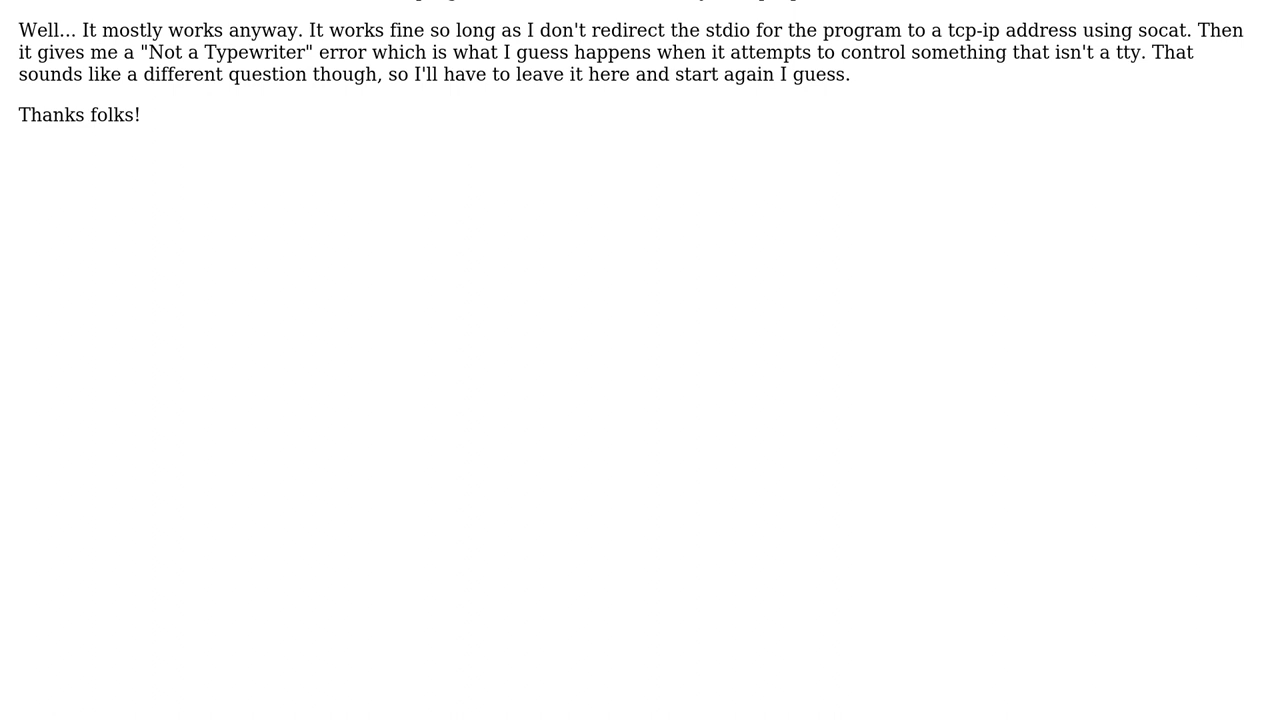 Well... It mostly works anyway. It works fine so long as I don't redirect the stdio for the program to a tcp-ip address using socat. Then
it gives me a "Not a Typewriter" error which is what I guess happens when it attempts to control something that isn't a tty. That
sounds like a different question though, so I'll have to leave it here and start again I guess.
Thanks folks!